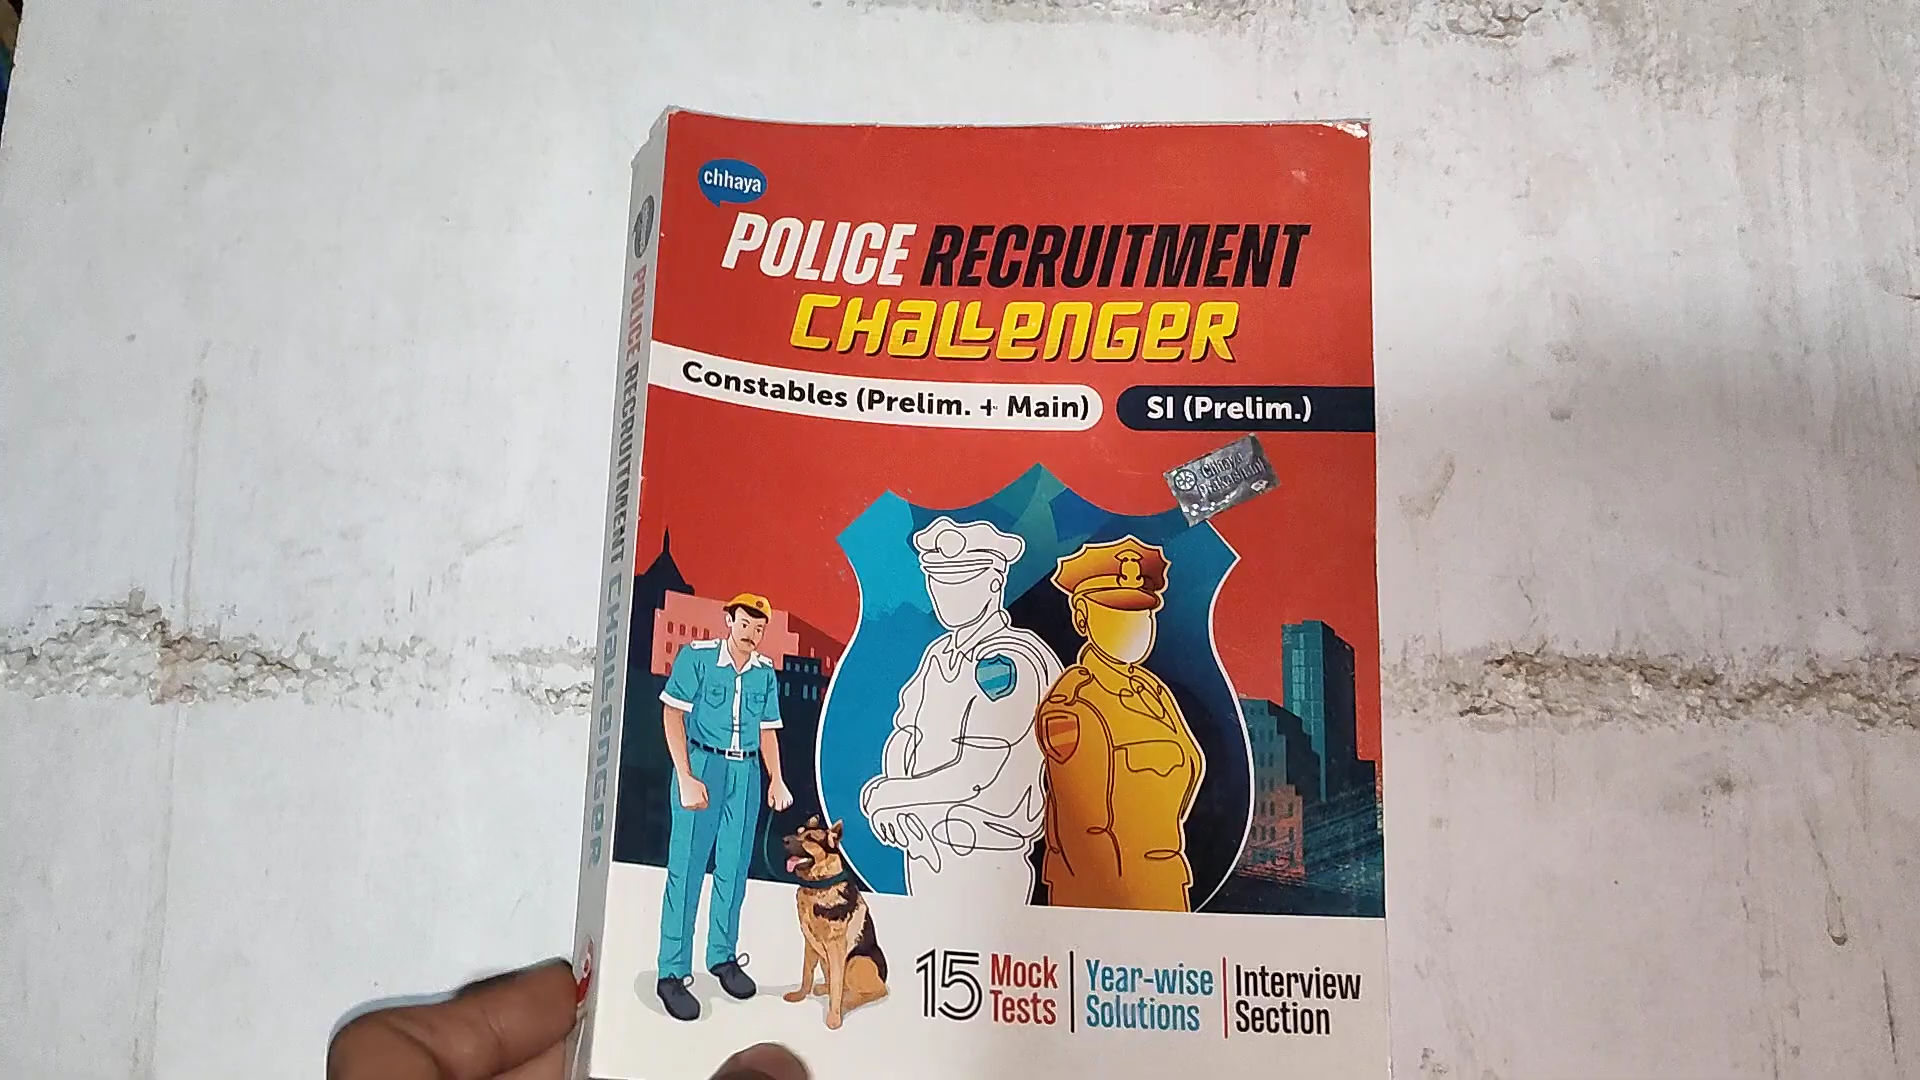 chhaya
POLICE RECRUITMENT
CHALLENGER
Constables (Prelim. + Main)
SI (Prelim.)
Chhaya
Prakashani
15 Mock Tests
Year-wise Solutions
Interview Section
POLICE RECRUITMENT CHALLENGER